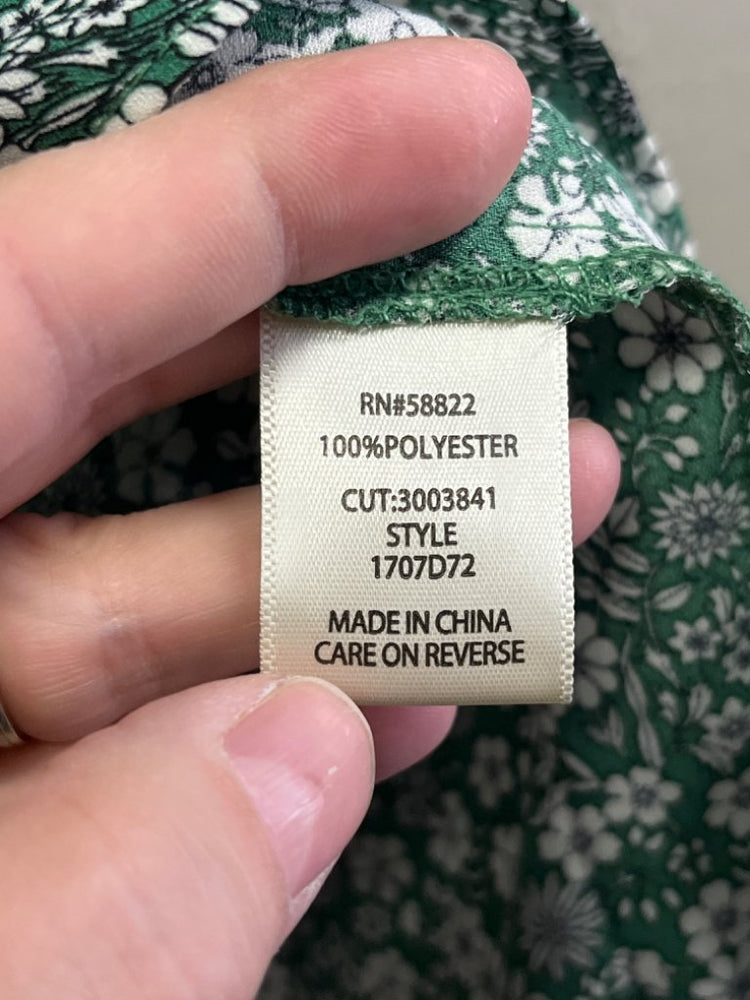 RN#58822
100%POLYESTER
CUT:3003841
STYLE
1707D72
MADE IN CHINA
CARE ON REVERSE